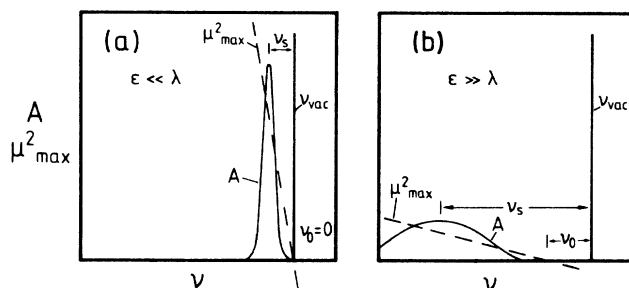 (a)
μ²max
νs
ε ≪ λ
νvac
A
ν₀=0
A
μ²max
ν
(b)
ε ≫ λ
νvac
μ²max
νs
A
ν₀
ν